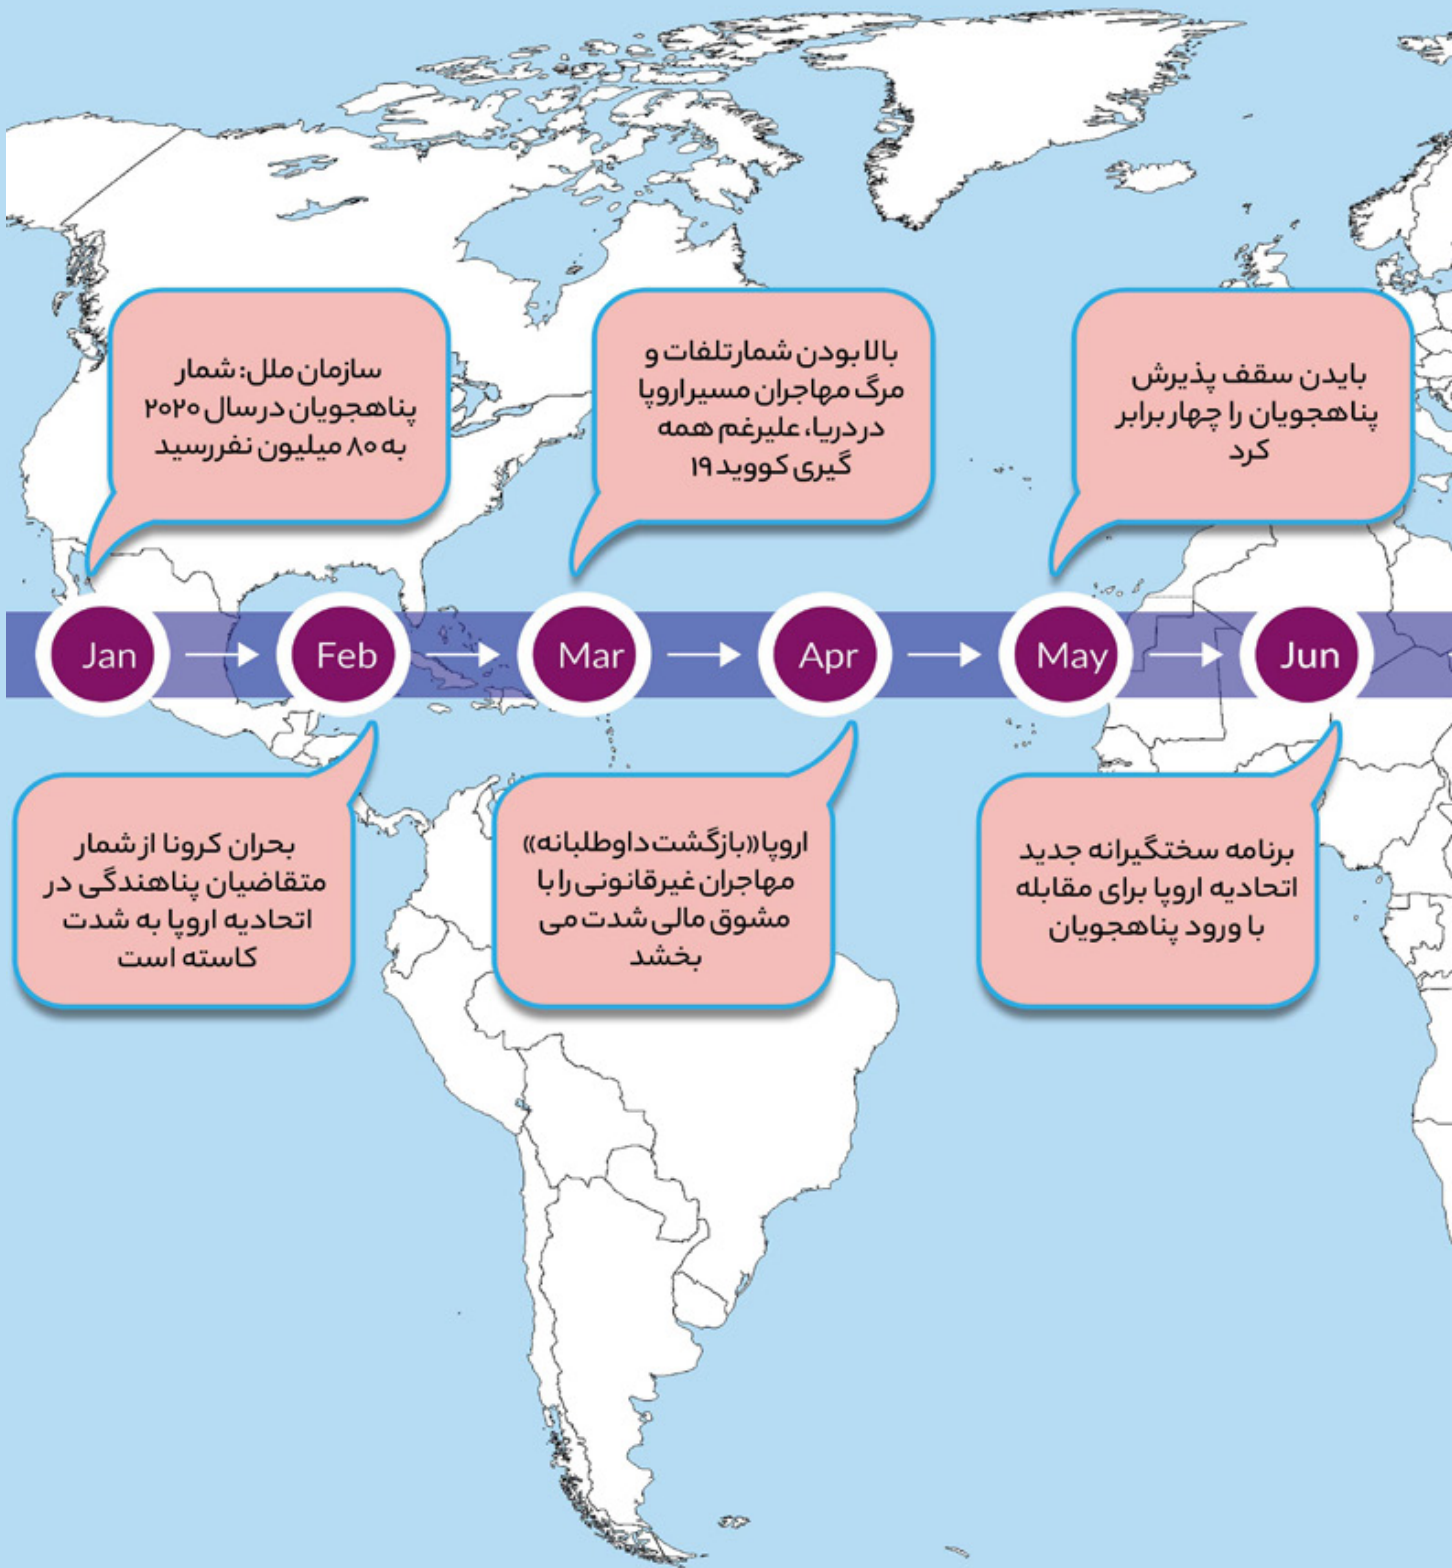 سازمان ملل: شمار
پناهجویان در سال ۲۰۲۰
به ۸۰ میلیون نفر رسید
بالا بودن شمار تلفات و
مرگ مهاجران مسیر اروپا
در دریا، علیرغم همه
گیری کووید ۱۹
بایدن سقف پذیرش
پناهجویان را چهار برابر
کرد
Jan
Feb
Mar
Apr
May
Jun
بحران کرونا از شمار
متقاضیان پناهندگی در
اتحادیه اروپا به شدت
کاسته است
اروپا «بازگشت داوطلبانه»
مهاجران غیرقانونی را با
مشوق مالی شدت می
بخشد
برنامه سختگیرانه جدید
اتحادیه اروپا برای مقابله
با ورود پناهجویان